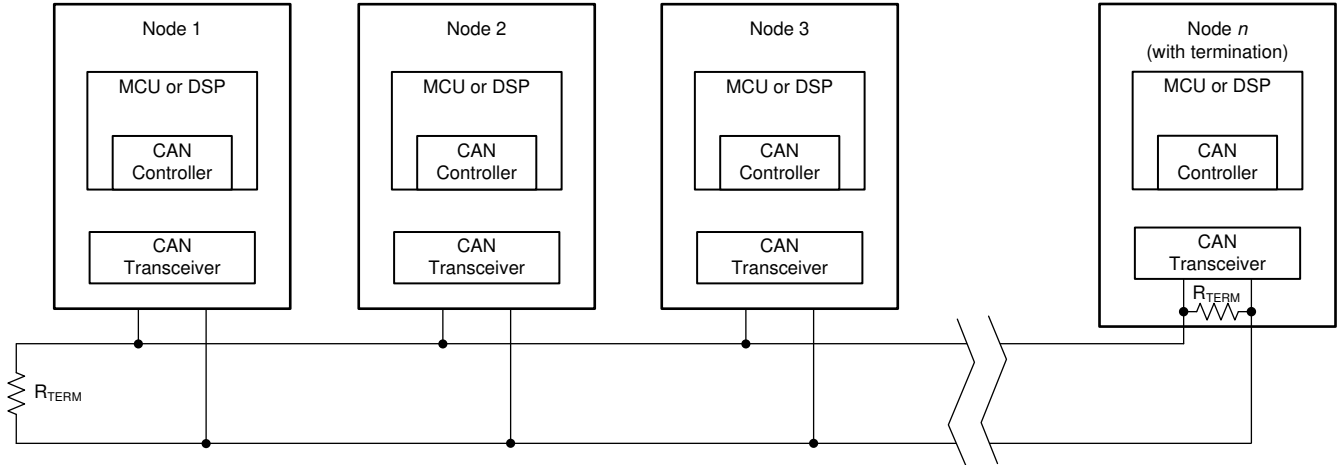 Node 1
MCU or DSP
CAN
Controller
CAN
Transceiver
Node 2
MCU or DSP
CAN
Controller
CAN
Transceiver
Node 3
MCU or DSP
CAN
Controller
CAN
Transceiver
Node n
(with termination)
MCU or DSP
CAN
Controller
CAN
Transceiver
RTERM
RTERM